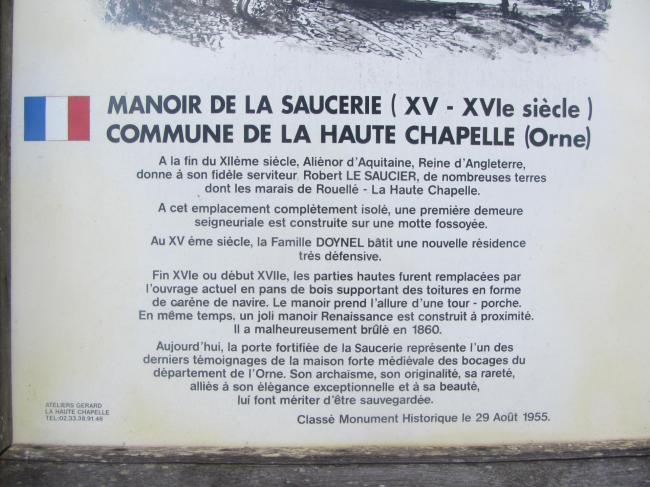 MANOIR DE LA SAUCERIE ( XV - XVIe siècle )
COMMUNE DE LA HAUTE CHAPELLE (Orne)
A la fin du XIIéme siécle, Aliènor d'Aquitaine, Reine d'Angleterre,
donne à son fidèle serviteur Robert LE SAUCIER, de nombreuses terres
dont les marais de Rouellé - La Haute Chapelle.
A cet emplacement complètement isolé, une première demeure
seigneuriale est construite sur une motte fossoyée.
Au XV éme siècle, la Famille DOYNEL bâtit une nouvelle résidence
très défensive.
Fin XVIe ou début XVIIe, les parties hautes furent remplacées par
l'ouvrage actuel en pans de bois supportant des toitures en forme
de carène de navire. Le manoir prend l'allure d'une tour - porche.
En même temps, un joli manoir Renaissance est construit à proximité.
Il a malheureusement brûlé en 1860.
Aujourd'hui, la porte fortifiée de la Saucerie représente l'un des
derniers témoignages de la maison forte médiévale des bocages du
département de l'Orne. Son archaïsme, son originalité, sa rareté,
alliés à son élégance exceptionnelle et à sa beauté,
lui font mériter d'être sauvegardée.
Classé Monument Historique le 29 Août 1955.
ATELIERS GERARD
LA HAUTE CHAPELLE
TEL:02.33.38.91.48